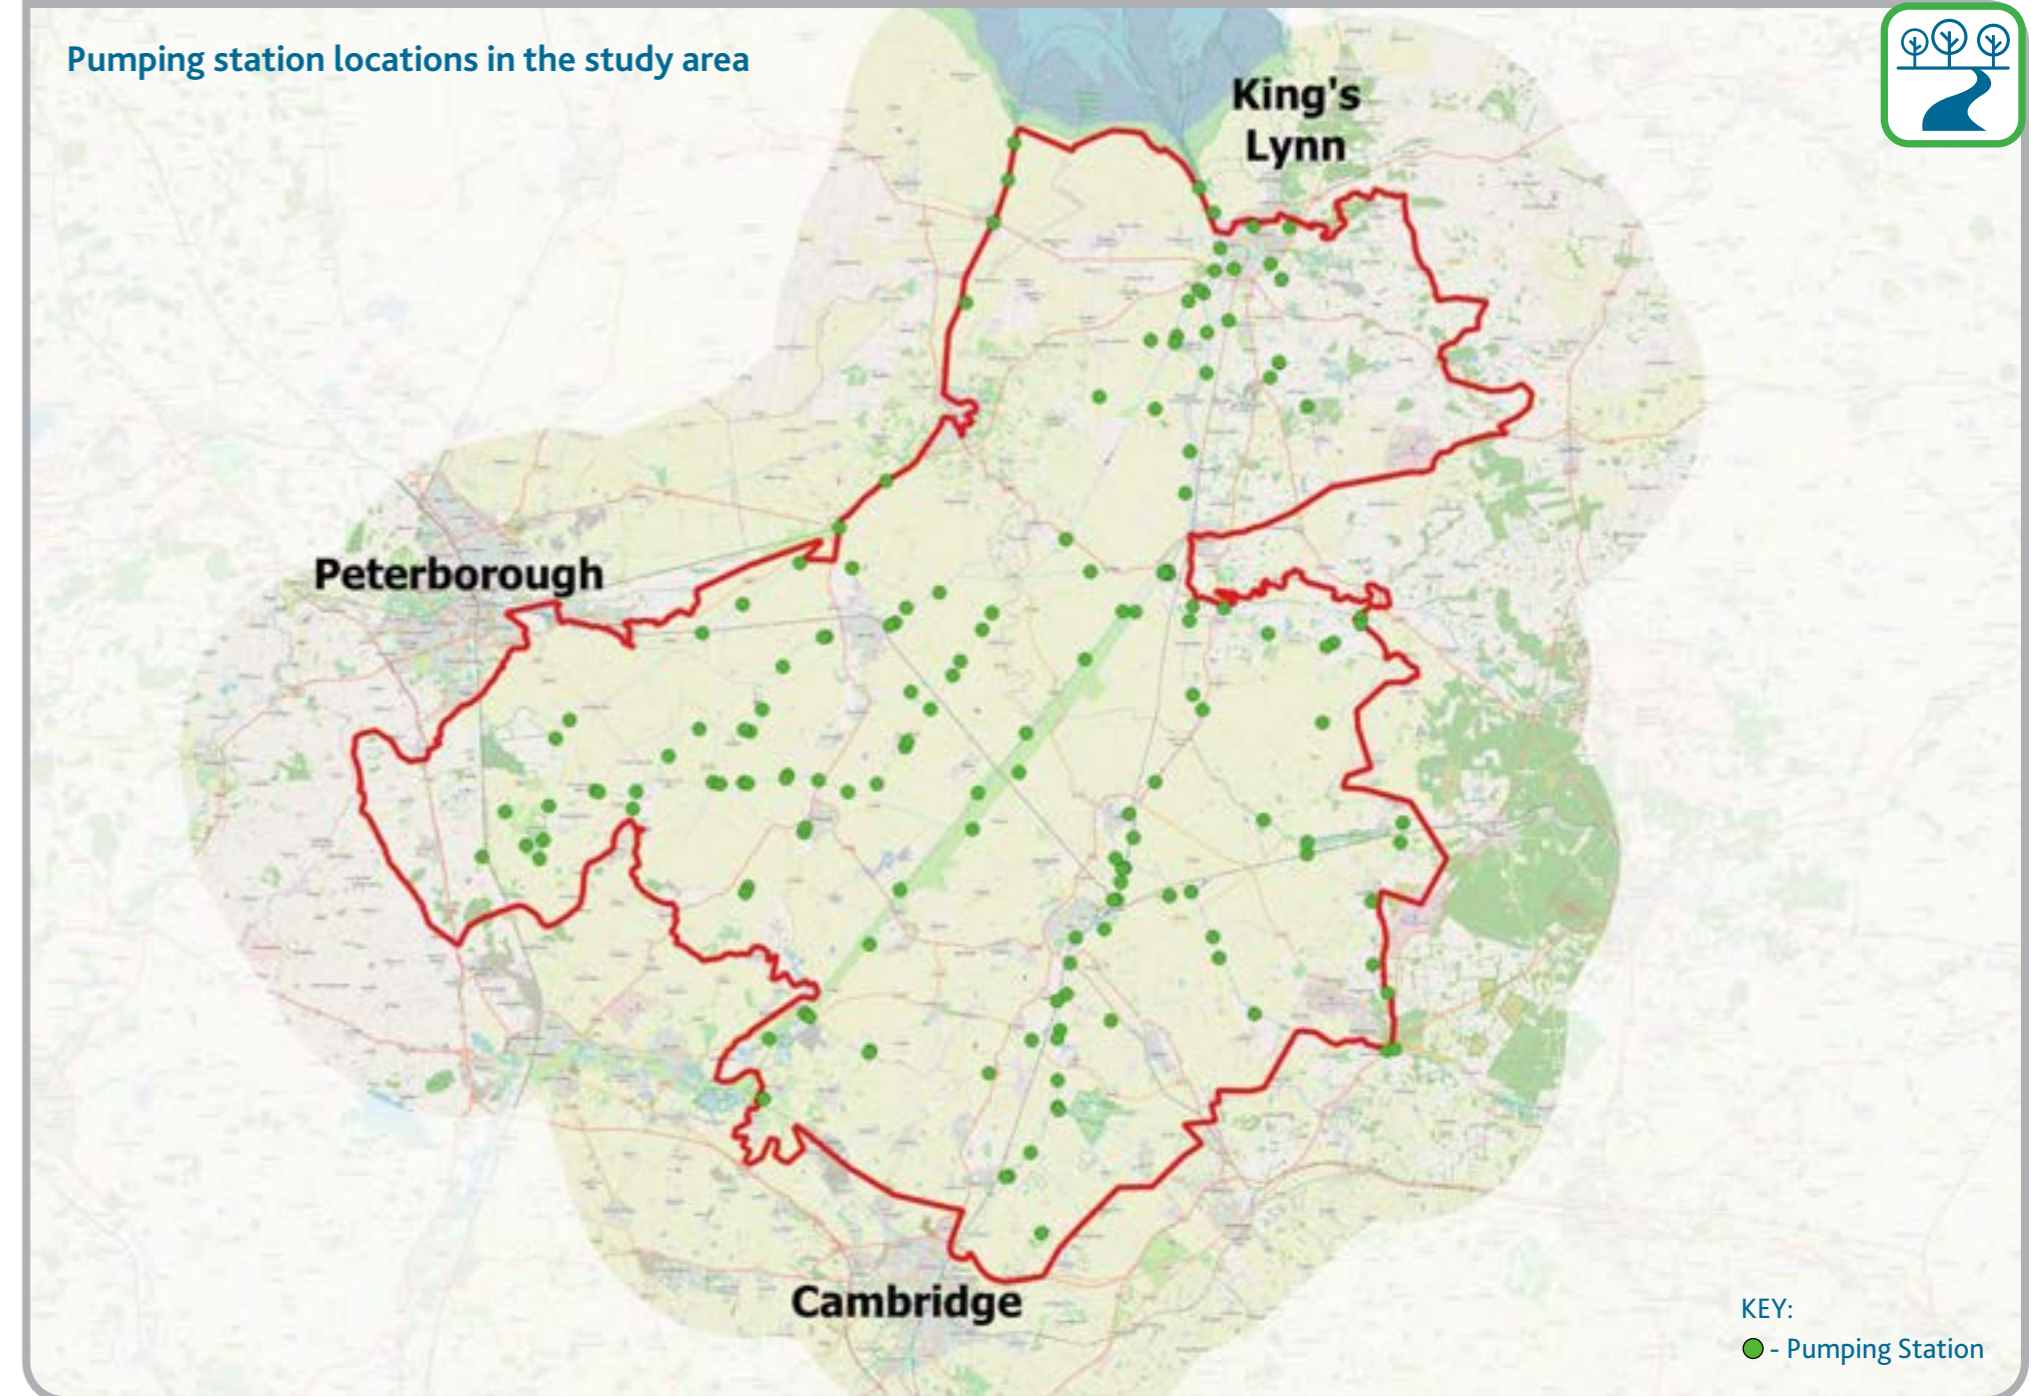 Pumping station locations in the study area
King's
Lynn
Peterborough
Cambridge
KEY:
- Pumping Station